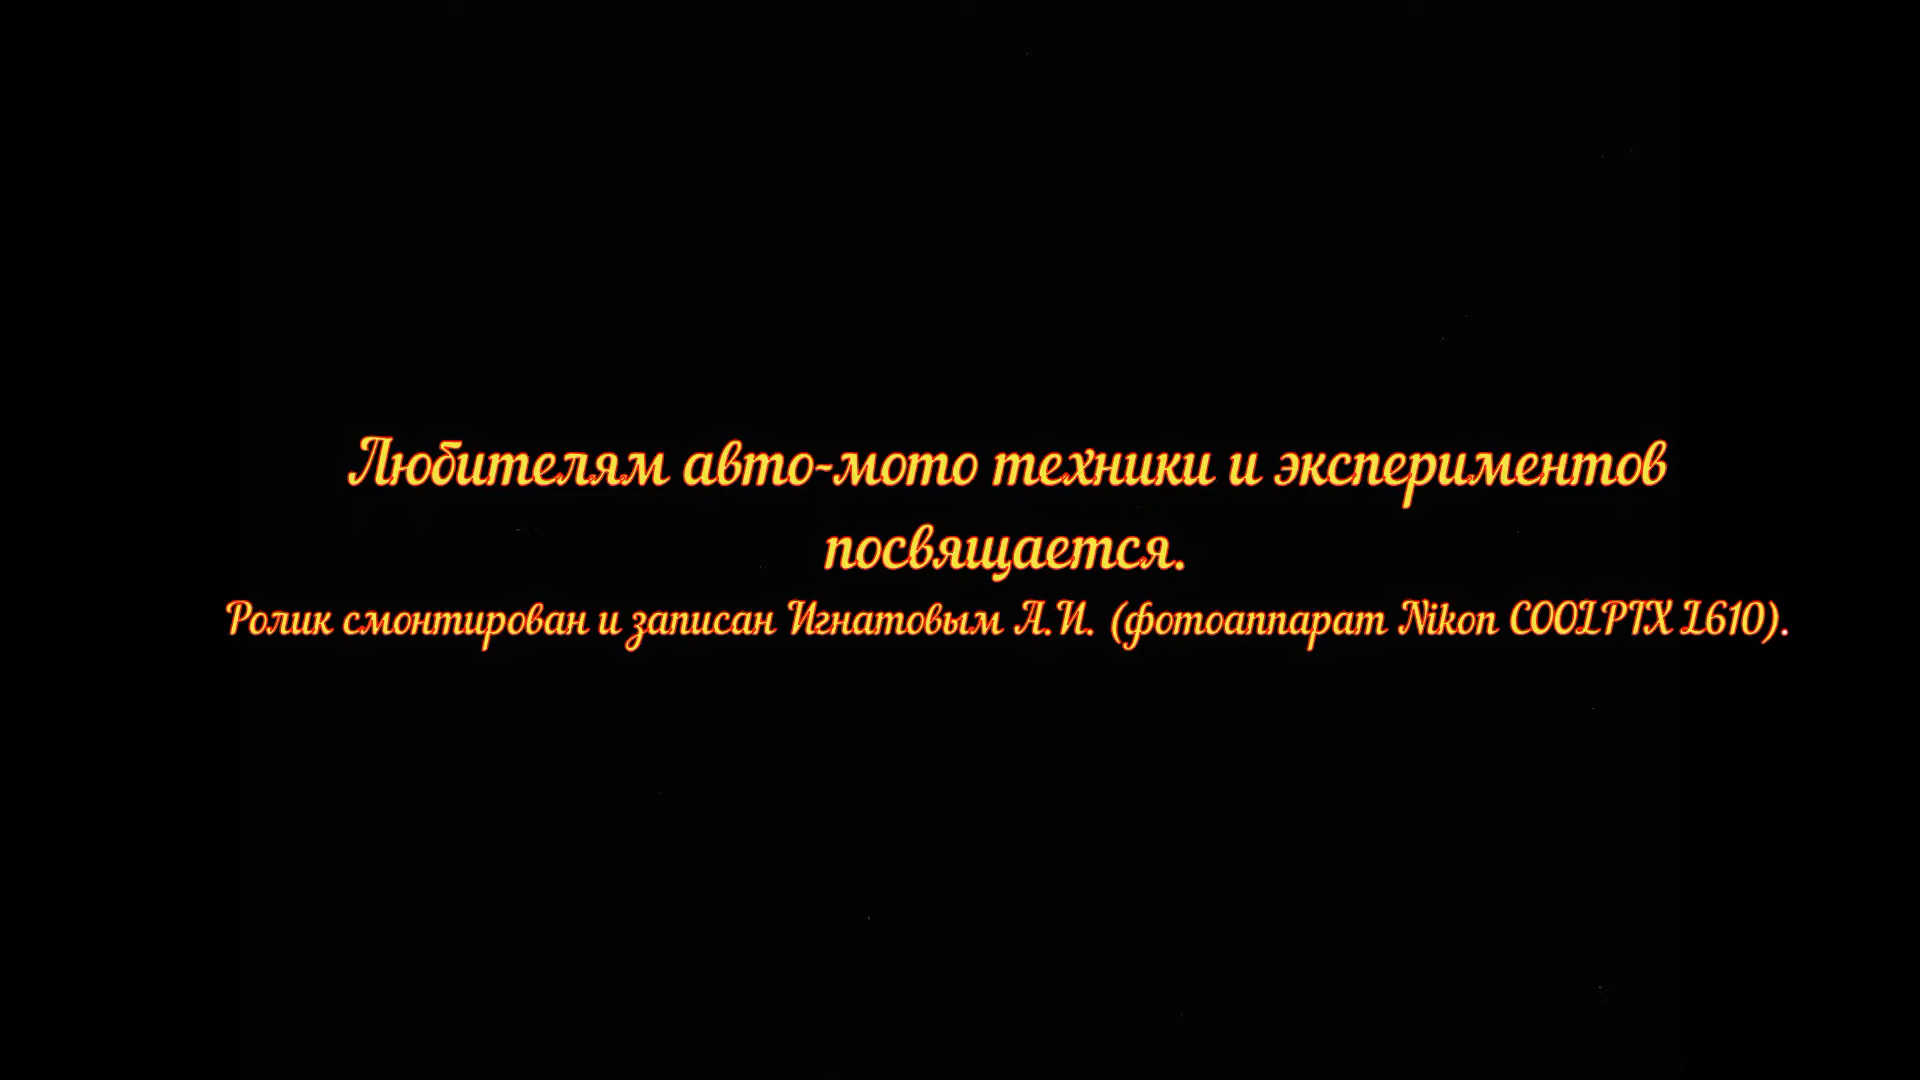 Любителям авто-мото техники и экспериментов
посвящается.
Ролик смонтирован и записан Игнатовым А.И. (фотоаппарат Nikon COOLPIX L610).